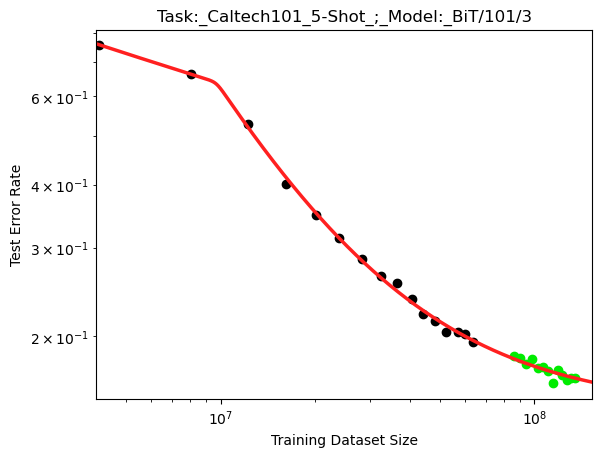 Task:_Caltech101_5-Shot_;_Model:_BiT/101/3
Test Error Rate
6 × 10⁻¹
4 × 10⁻¹
3 × 10⁻¹
2 × 10⁻¹
10⁷
10⁸
Training Dataset Size